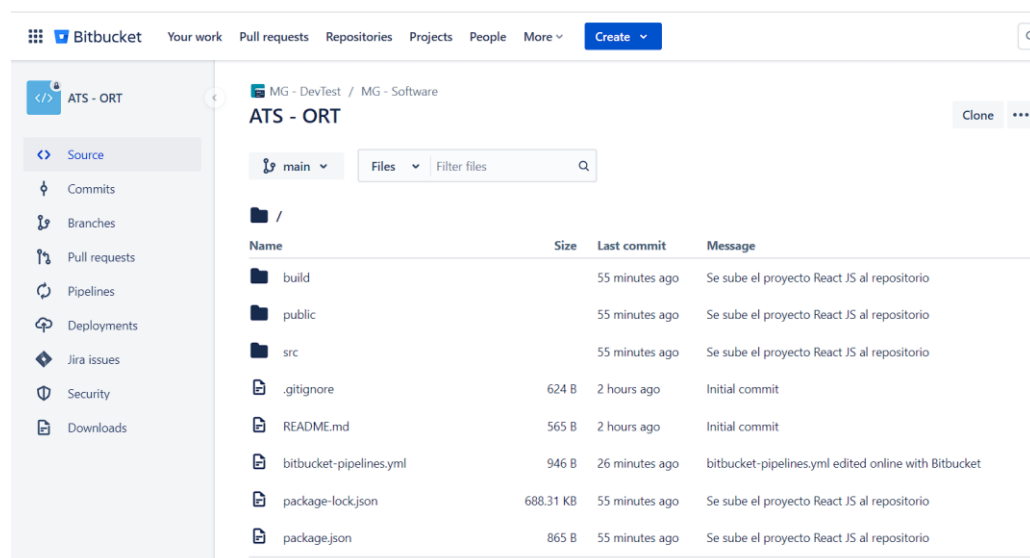 Bitbucket Your work Pull requests Repositories Projects People More Create
ATS - ORT
Source
Commits
Branches
Pull requests
Pipelines
Deployments
Jira issues
Security
Downloads
MG - DevTest / MG - Software
ATS - ORT
Clone
main Files Filter files
/
Name Size Last commit Message
build 55 minutes ago Se sube el proyecto React JS al repositorio
public 55 minutes ago Se sube el proyecto React JS al repositorio
src 55 minutes ago Se sube el proyecto React JS al repositorio
.gitignore 624 B 2 hours ago Initial commit
README.md 565 B 2 hours ago Initial commit
bitbucket-pipelines.yml 946 B 26 minutes ago bitbucket-pipelines.yml edited online with Bitbucket
package-lock.json 688.31 KB 55 minutes ago Se sube el proyecto React JS al repositorio
package.json 865 B 55 minutes ago Se sube el proyecto React JS al repositorio